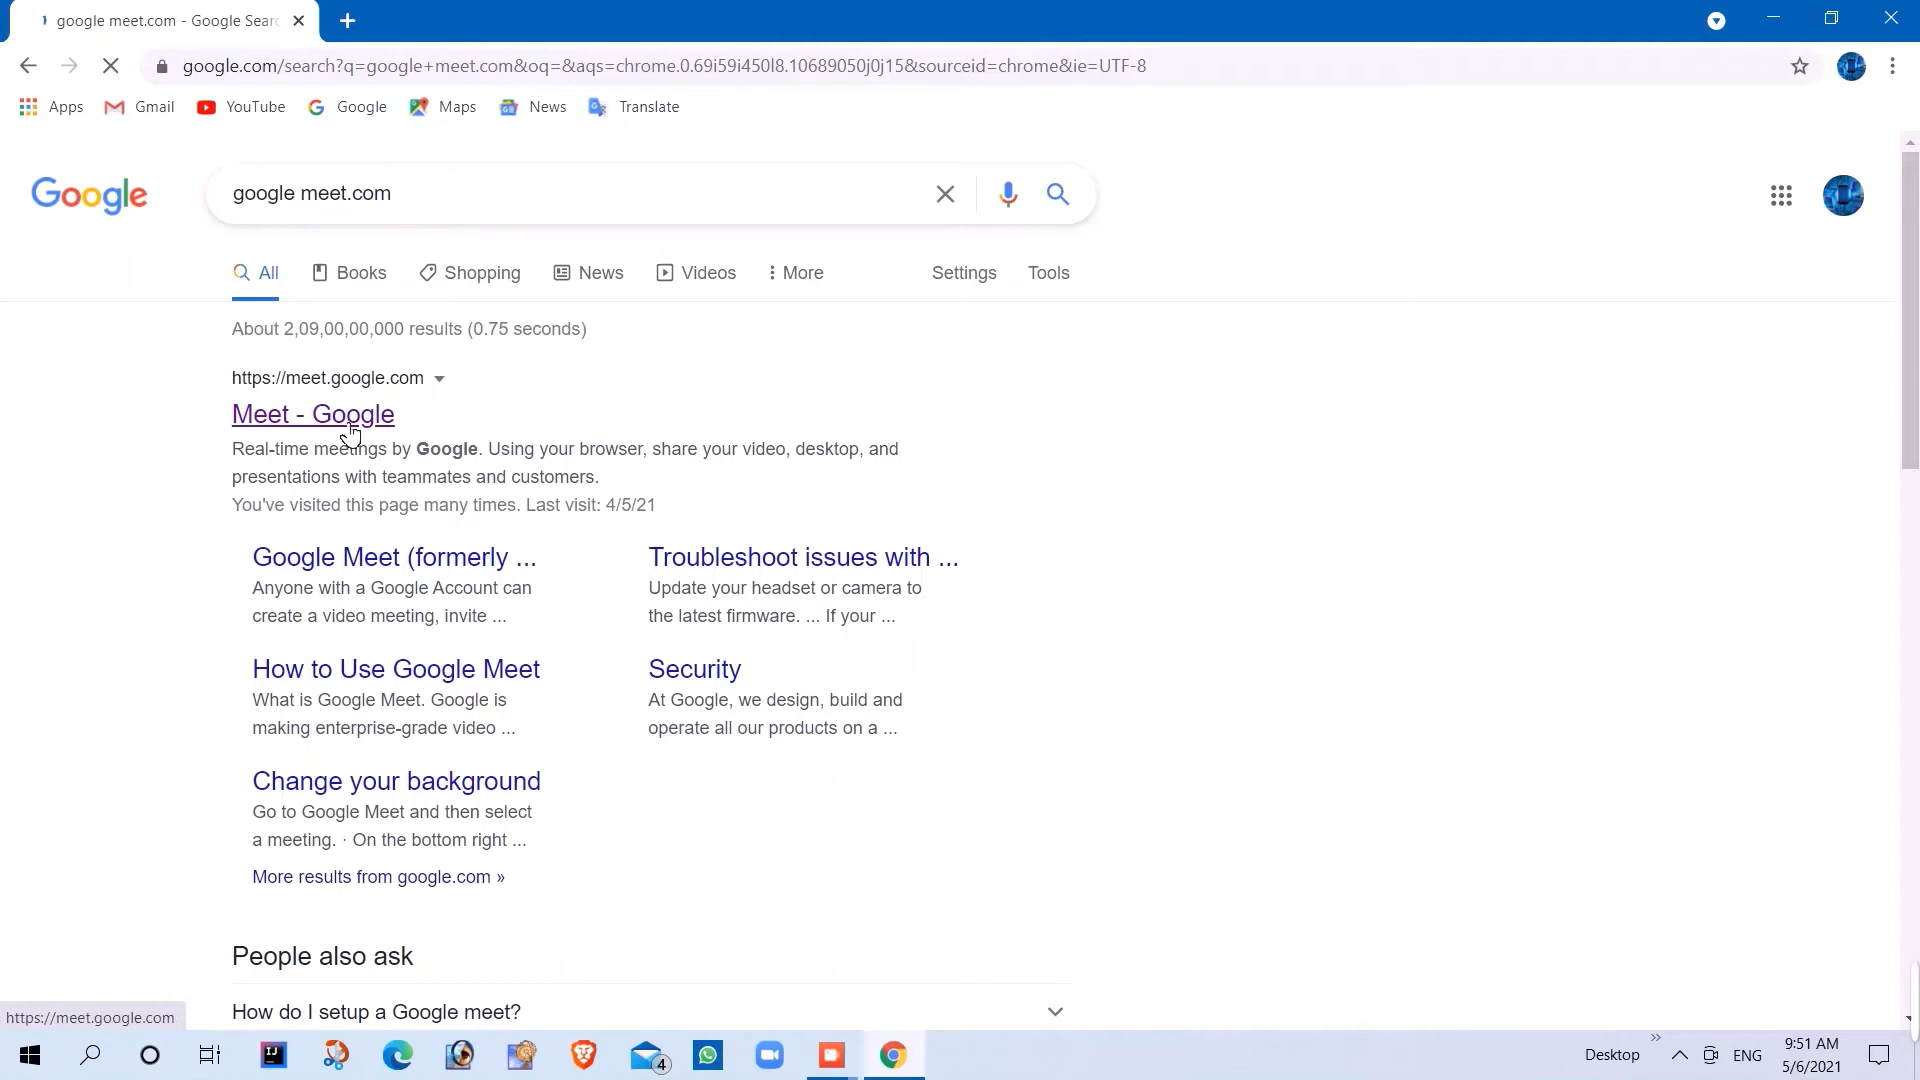 google meet.com - Google Sear
google.com/search?q=google+meet.com&oq=&aqs=chrome.0.69i59i450l8.10689050j0j15&sourceid=chrome&ie=UTF-8
Apps Gmail YouTube Google Maps News Translate
Google
google meet.com
All Books Shopping News Videos More Settings Tools
About 2,09,00,00,000 results (0.75 seconds)
https://meet.google.com
Meet - Google
Real-time meetings by Google. Using your browser, share your video, desktop, and
presentations with teammates and customers.
You've visited this page many times. Last visit: 4/5/21
Google Meet (formerly ...
Anyone with a Google Account can
create a video meeting, invite ...
Troubleshoot issues with ...
Update your headset or camera to
the latest firmware. ... If your ...
How to Use Google Meet
What is Google Meet. Google is
making enterprise-grade video ...
Security
At Google, we design, build and
operate all our products on a ...
Change your background
Go to Google Meet and then select
a meeting. · On the bottom right ...
More results from google.com »
People also ask
How do I setup a Google meet?
https://meet.google.com
4
Desktop
»
ENG
9:51 AM
5/6/2021